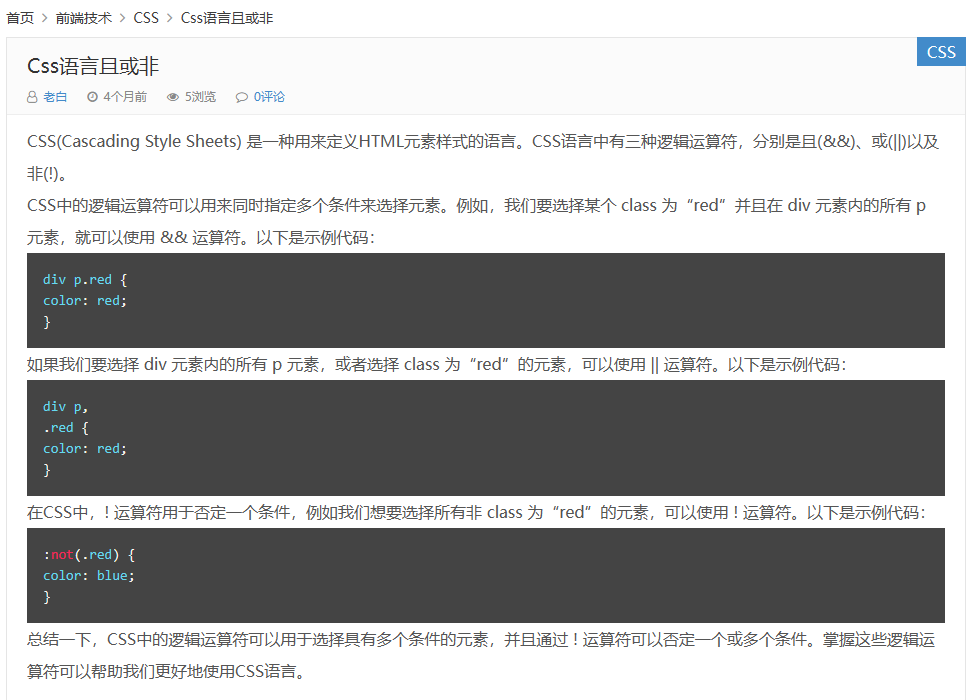 首页 > 前端技术 > CSS > Css语言且或非
CSS
Css语言且或非
老白 4个月前 5浏览 0评论
CSS(Cascading Style Sheets) 是一种用来定义HTML元素样式的语言。CSS语言中有三种逻辑运算符，分别是且(&&)、或(||)以及
非(!)。
CSS中的逻辑运算符可以用来同时指定多个条件来选择元素。例如，我们要选择某个 class 为“red”并且在 div 元素内的所有 p
元素，就可以使用 && 运算符。以下是示例代码：
div p.red {
color: red;
}
如果我们要选择 div 元素内的所有 p 元素，或者选择 class 为“red”的元素，可以使用 || 运算符。以下是示例代码：
div p,
.red {
color: red;
}
在CSS中，! 运算符用于否定一个条件，例如我们想要选择所有非 class 为“red”的元素，可以使用 ! 运算符。以下是示例代码：
:not(.red) {
color: blue;
}
总结一下，CSS中的逻辑运算符可以用于选择具有多个条件的元素，并且通过 ! 运算符可以否定一个或多个条件。掌握这些逻辑运
算符可以帮助我们更好地使用CSS语言。